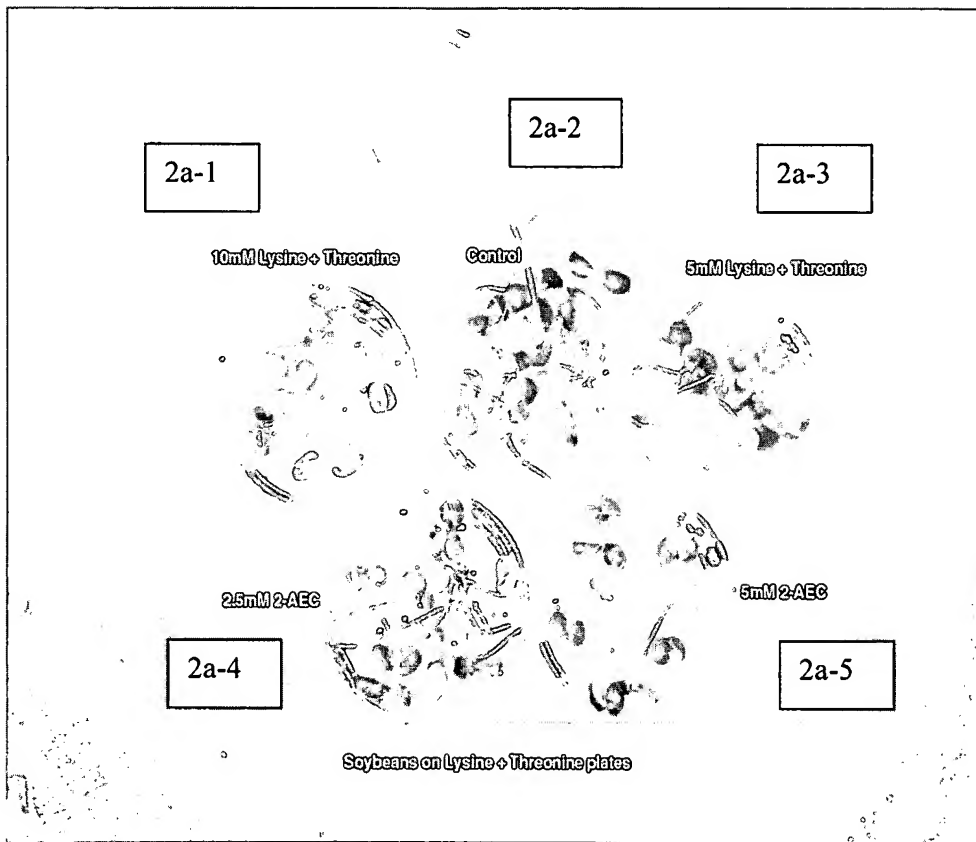 2a-2
2a-1
2a-3
10mM Lysine + Threonine
Control
5mM Lysine + Threonine
2.5mM 2-AEC
5mM 2-AEC
2a-4
2a-5
Soybeans on Lysine + Threonine plates